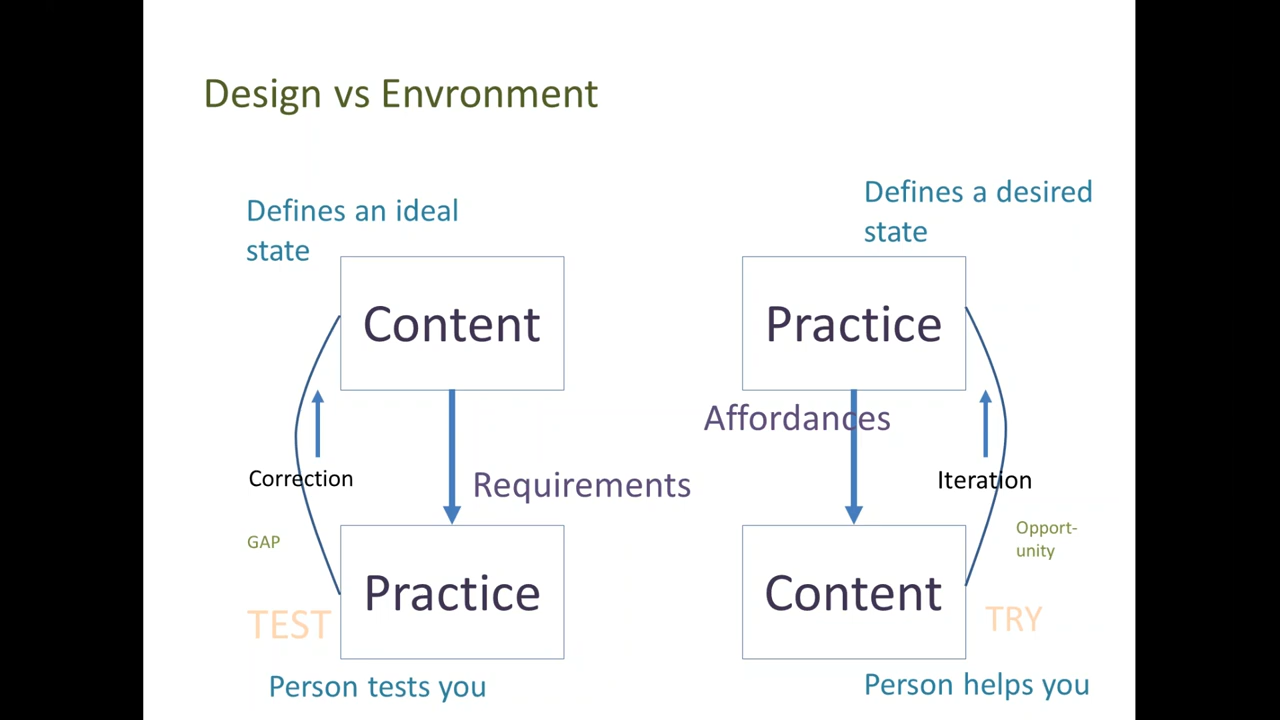 Design vs Envronment
Defines an ideal
state
Content
Requirements
Correction
GAP
TEST
Practice
Person tests you
Defines a desired
state
Practice
Affordances
Iteration
Opport-
unity
TRY
Content
Person helps you